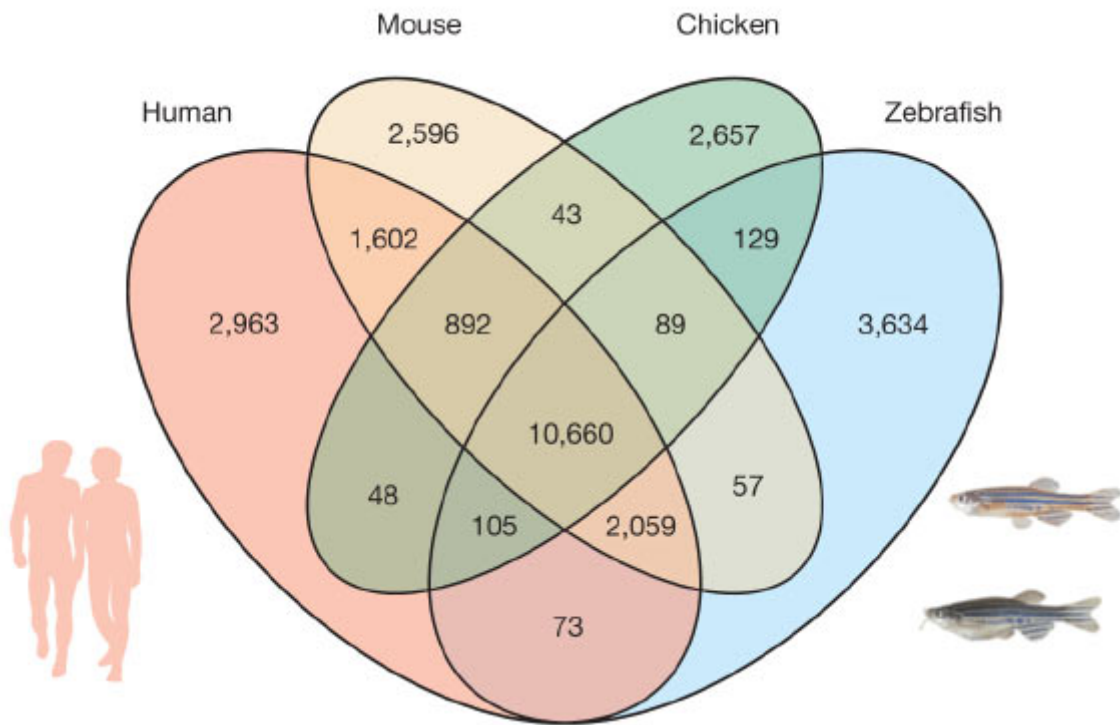 Mouse Chicken
Human Zebrafish
2,596 2,657
43
1,602 129
2,963 892 89 3,634
10,660
48 57
105 2,059
73